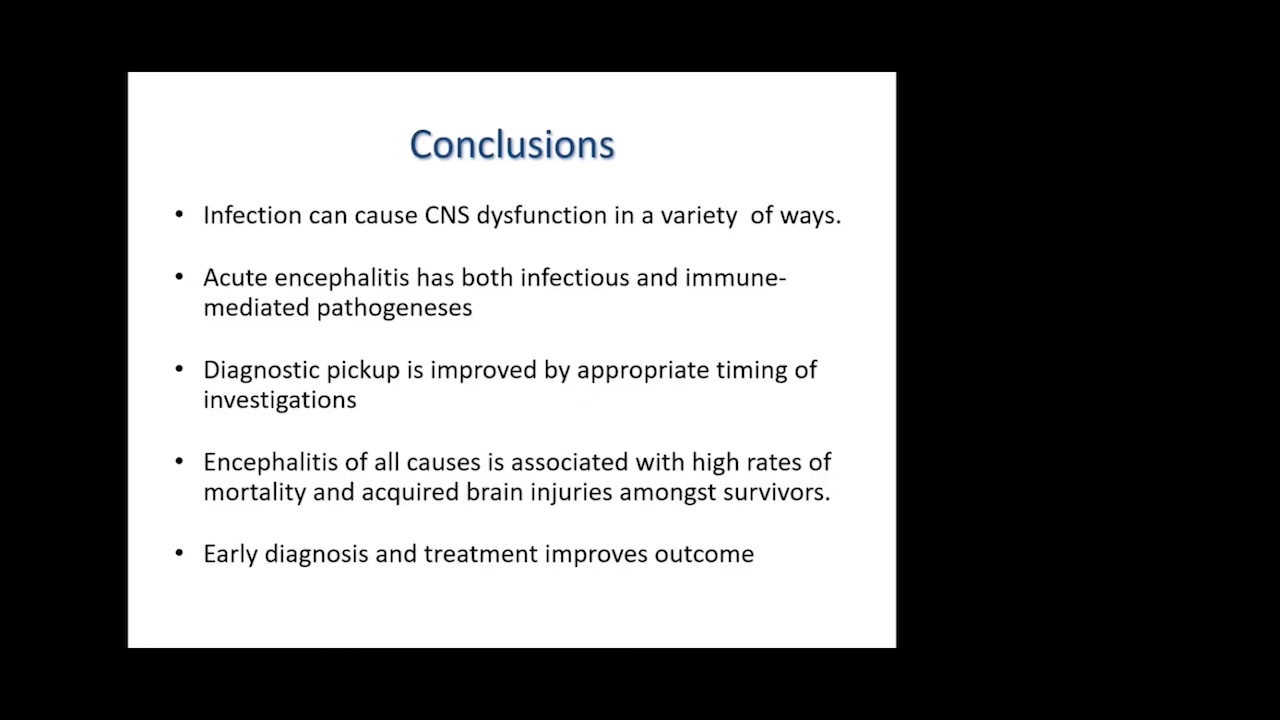 Conclusions
• Infection can cause CNS dysfunction in a variety  of ways.
• Acute encephalitis has both infectious and immune-
mediated pathogeneses
• Diagnostic pickup is improved by appropriate timing of
investigations
• Encephalitis of all causes is associated with high rates of
mortality and acquired brain injuries amongst survivors.
• Early diagnosis and treatment improves outcome